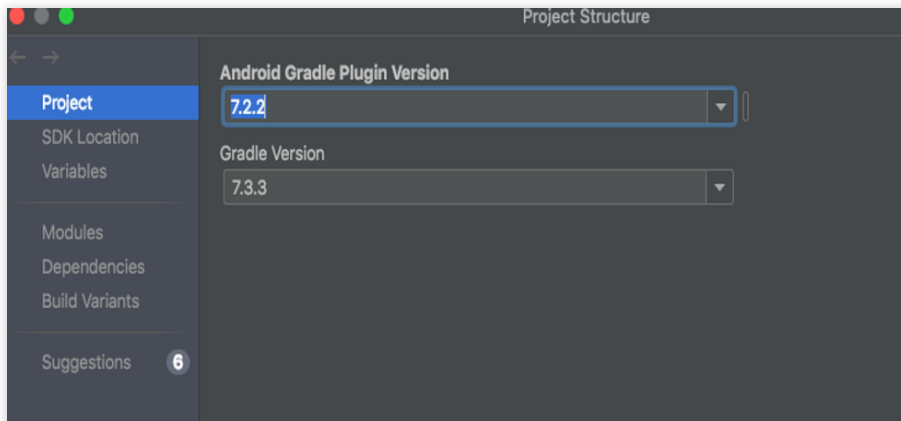 Project Structure
Project
SDK Location
Variables
Modules
Dependencies
Build Variants
Suggestions 6
Android Gradle Plugin Version
7.2.2
Gradle Version
7.3.3